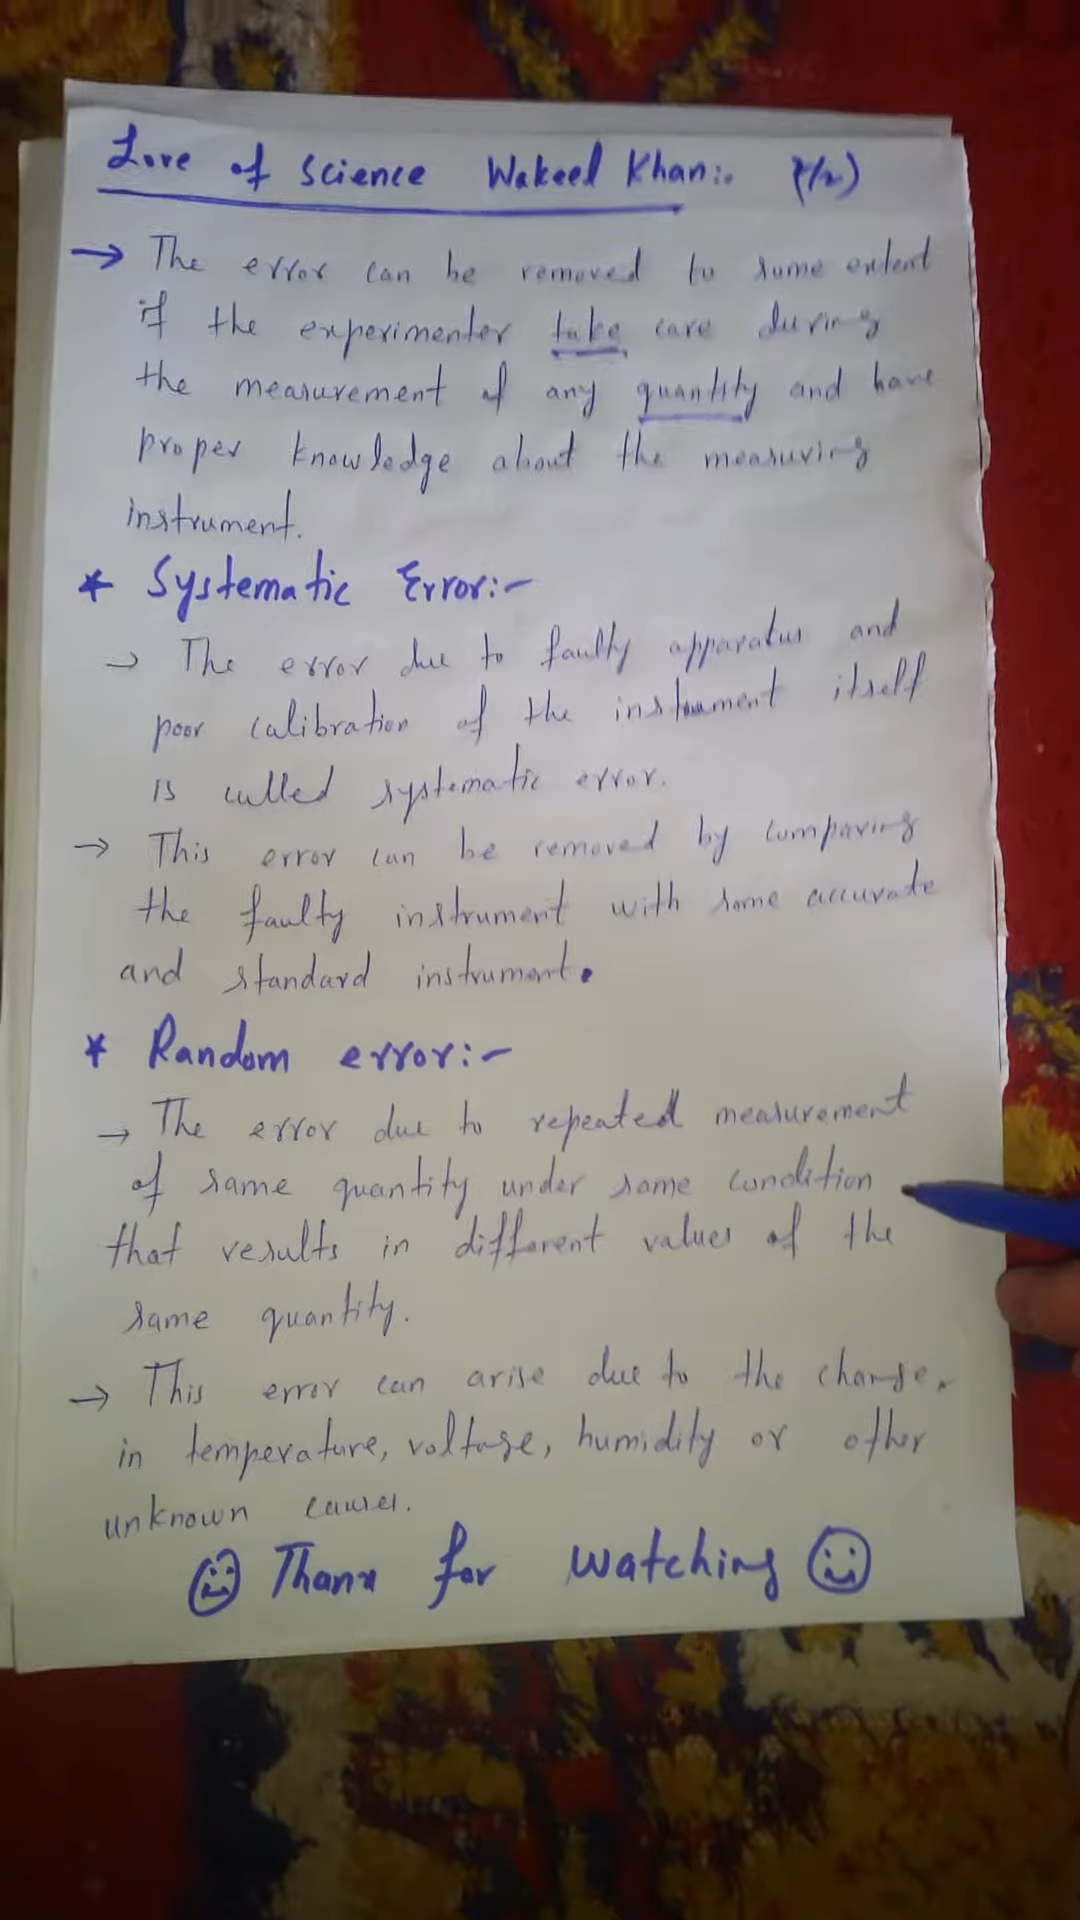 Love of Science Wakeel Khan:.
→ The error can be removed to some extent
if the experimenter take care during
the measurement of any quantity and have
proper knowledge about the measuring
instrument.
* Systematic Error:-
→ The error due to faulty apparatus and
poor calibration of the instrument itself
is called systematic error.
→ This error can be removed by comparing
the faulty instrument with some accurate
and standard instrument.
* Random error:-
→ The error due to repeated measurement
of same quantity under same condition
that results in different values of the
same quantity.
→ This error can arise due to the change
in temperature, voltage, humidity or other
unknown causes.
Thanx for watching